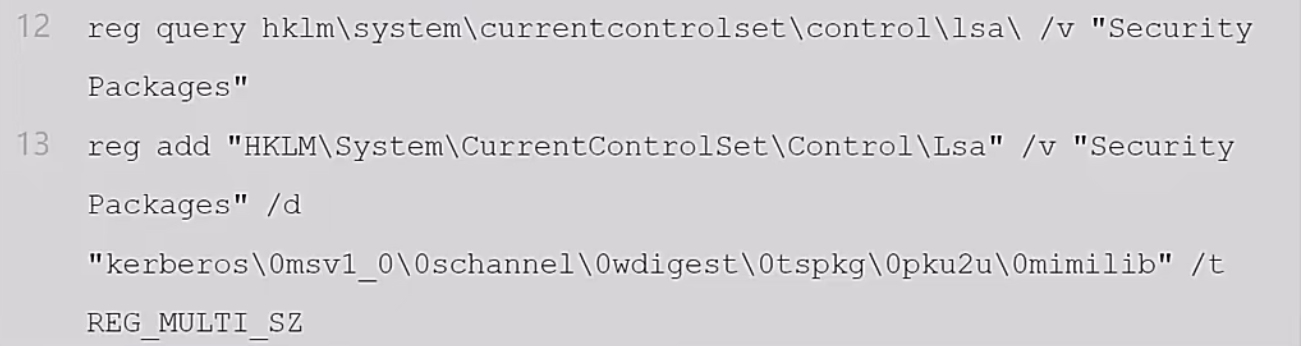 12 reg query hklm\system\currentcontrolset\control\lsa\ /v "Security
Packages"
13 reg add "HKLM\System\CurrentControlSet\Control\Lsa" /v "Security
Packages" /d
"kerberos\0msv1_0\0schannel\0wdigest\0tspkg\0pku2u\0mimilib" /t
REG_MULTI_SZ